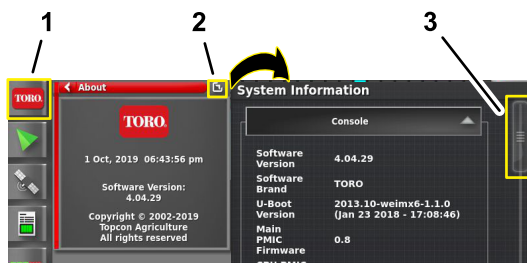 1
2
3
TORO.
About
TORO.
1 Oct, 2019 06:43:56 pm
Software Version:
4.04.29
Copyright © 2002-2019
Topcon Agriculture
All rights reserved
System Information
Console
Software
Version
4.04.29
Software
Brand
TORO
U-Boot
Version
2013.10-weimx6-1.1.0
(Jan 23 2018 - 17:08:46)
Main
PMIC
Firmware
0.8